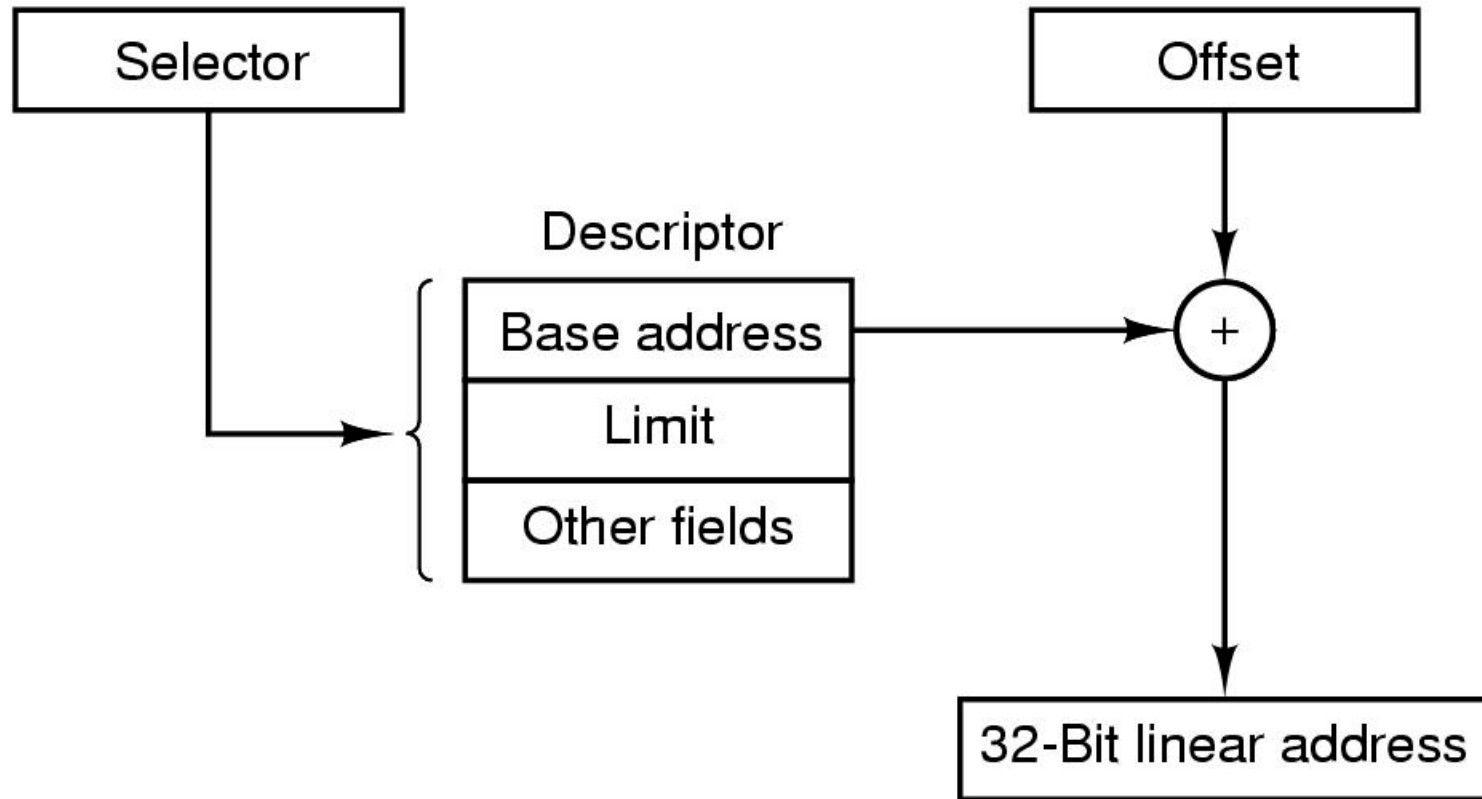 Selector
Offset
Descriptor
Base address
+
Limit
Other fields
32-Bit linear address